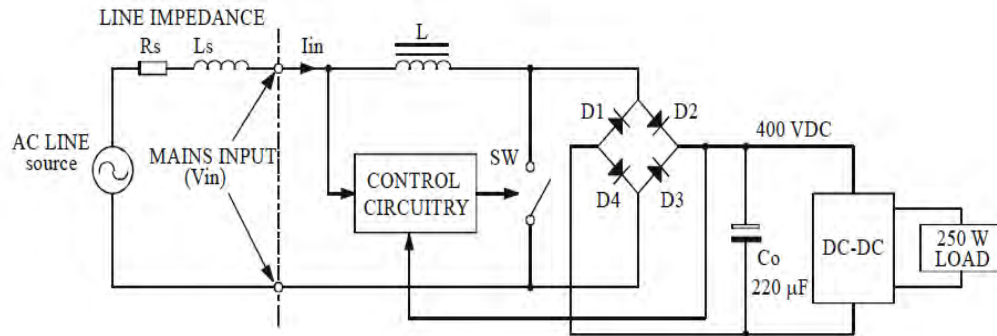 LINE IMPEDANCE
Rs
Ls
Iin
L
AC LINE
source
MAINS INPUT
(Vin)
CONTROL
CIRCUITRY
SW
D1
D2
D4
D3
400 VDC
Co
220 μF
DC-DC
250 W
LOAD